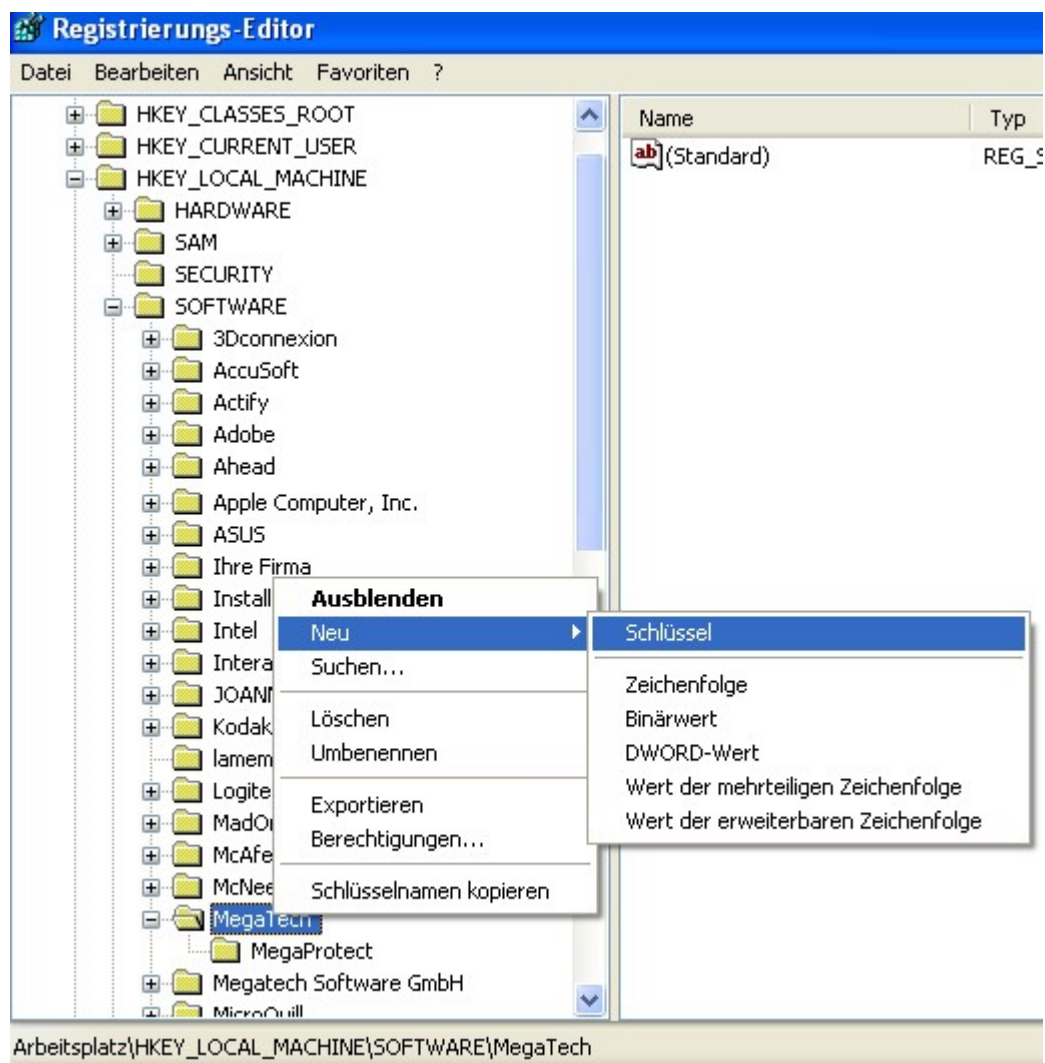 Registrierungs-Editor
Datei Bearbeiten Ansicht Favoriten ?
HKEY_CLASSES_ROOT
HKEY_CURRENT_USER
HKEY_LOCAL_MACHINE
HARDWARE
SAM
SECURITY
SOFTWARE
3Dconnexion
AccuSoft
Actify
Adobe
Ahead
Apple Computer, Inc.
ASUS
Ihre Firma
Install
Intel
Intera
JOANN
Kodak
lamem
Logite
MadOn
McAfe
McNee
MegaTech
MegaProtect
Megatech Software GmbH
MicroQuill
Name Typ
ab (Standard) REG_S
Ausblenden
Neu
Suchen...
Löschen
Umbenennen
Exportieren
Berechtigungen...
Schlüsselnamen kopieren
Schlüssel
Zeichenfolge
Binärwert
DWORD-Wert
Wert der mehrteiligen Zeichenfolge
Wert der erweiterbaren Zeichenfolge
Arbeitsplatz\HKEY_LOCAL_MACHINE\SOFTWARE\MegaTech